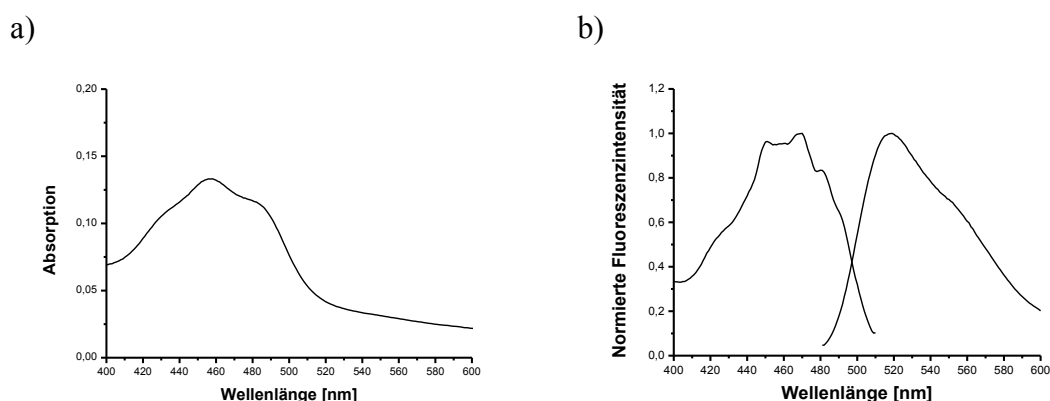 a)
b)
0,20
0,15
0,10
0,05
0,00
Absorption
400 420 440 460 480 500 520 540 560 580 600
Wellenlänge [nm]
1,2
1,0
0,8
0,6
0,4
0,2
0,0
Normierte Fluoreszenzintensität
400 420 440 460 480 500 520 540 560 580 600
Wellenlänge [nm]